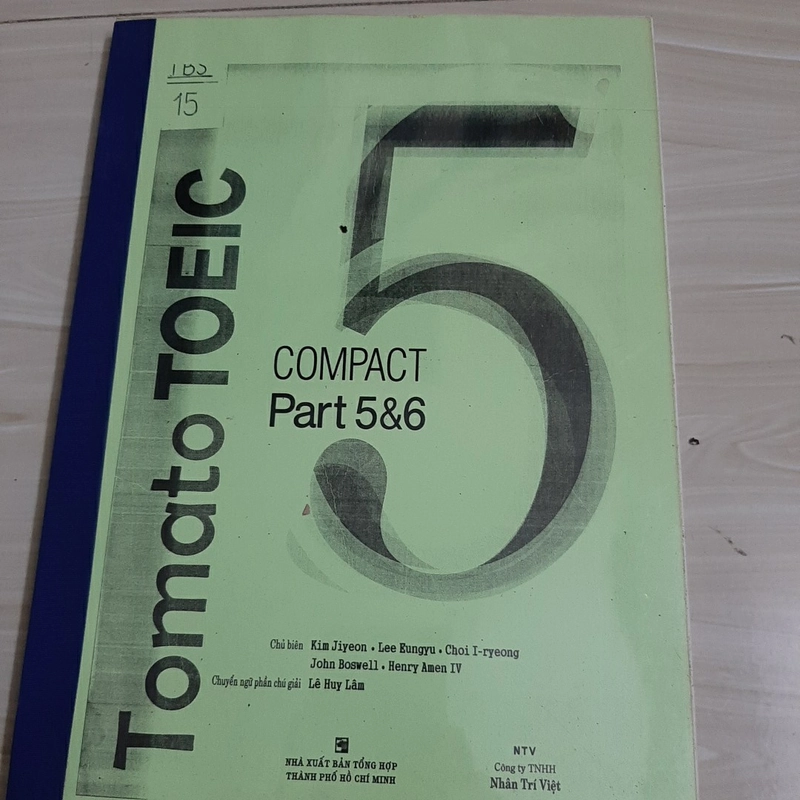 15
Tomato TOEIC
5
COMPACT
Part 5&6
Chủ biên Kim Jiyeon • Lee Eungyu • Choi I-ryeong
John Boswell • Henry Amen IV
Chuyển ngữ phần chú giải Lê Huy Lâm
NHÀ XUẤT BẢN TỔNG HỢP
THÀNH PHỐ HỒ CHÍ MINH
NTV
Công ty TNHH
Nhân Trí Việt